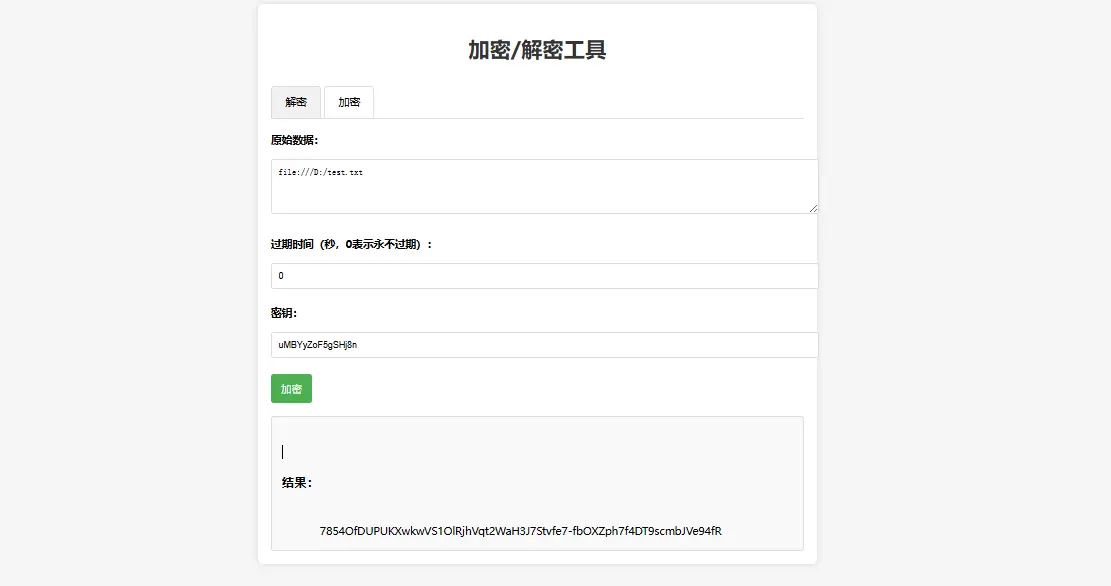 加密/解密工具
解密 加密
原始数据:
file:///D:/test.txt
过期时间（秒，0表示永不过期）:
0
密钥:
uMBYyZoF5gSHj8n
加密
结果:
7854OfDUPUKXwkwVS1OlRjhVqt2WaH3J7Stvfe7-fbOXZph7f4DT9scmbJVe94fR